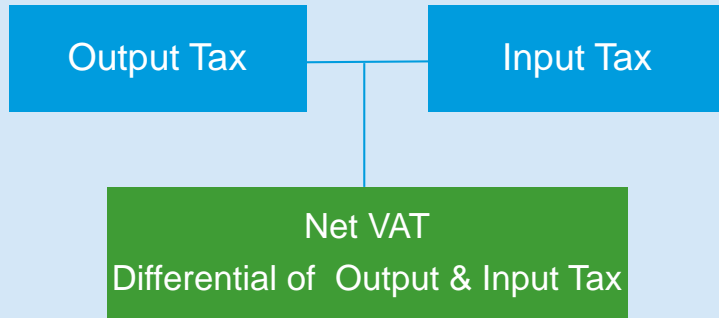 Output Tax
Input Tax
Net VAT
Differential of Output & Input Tax